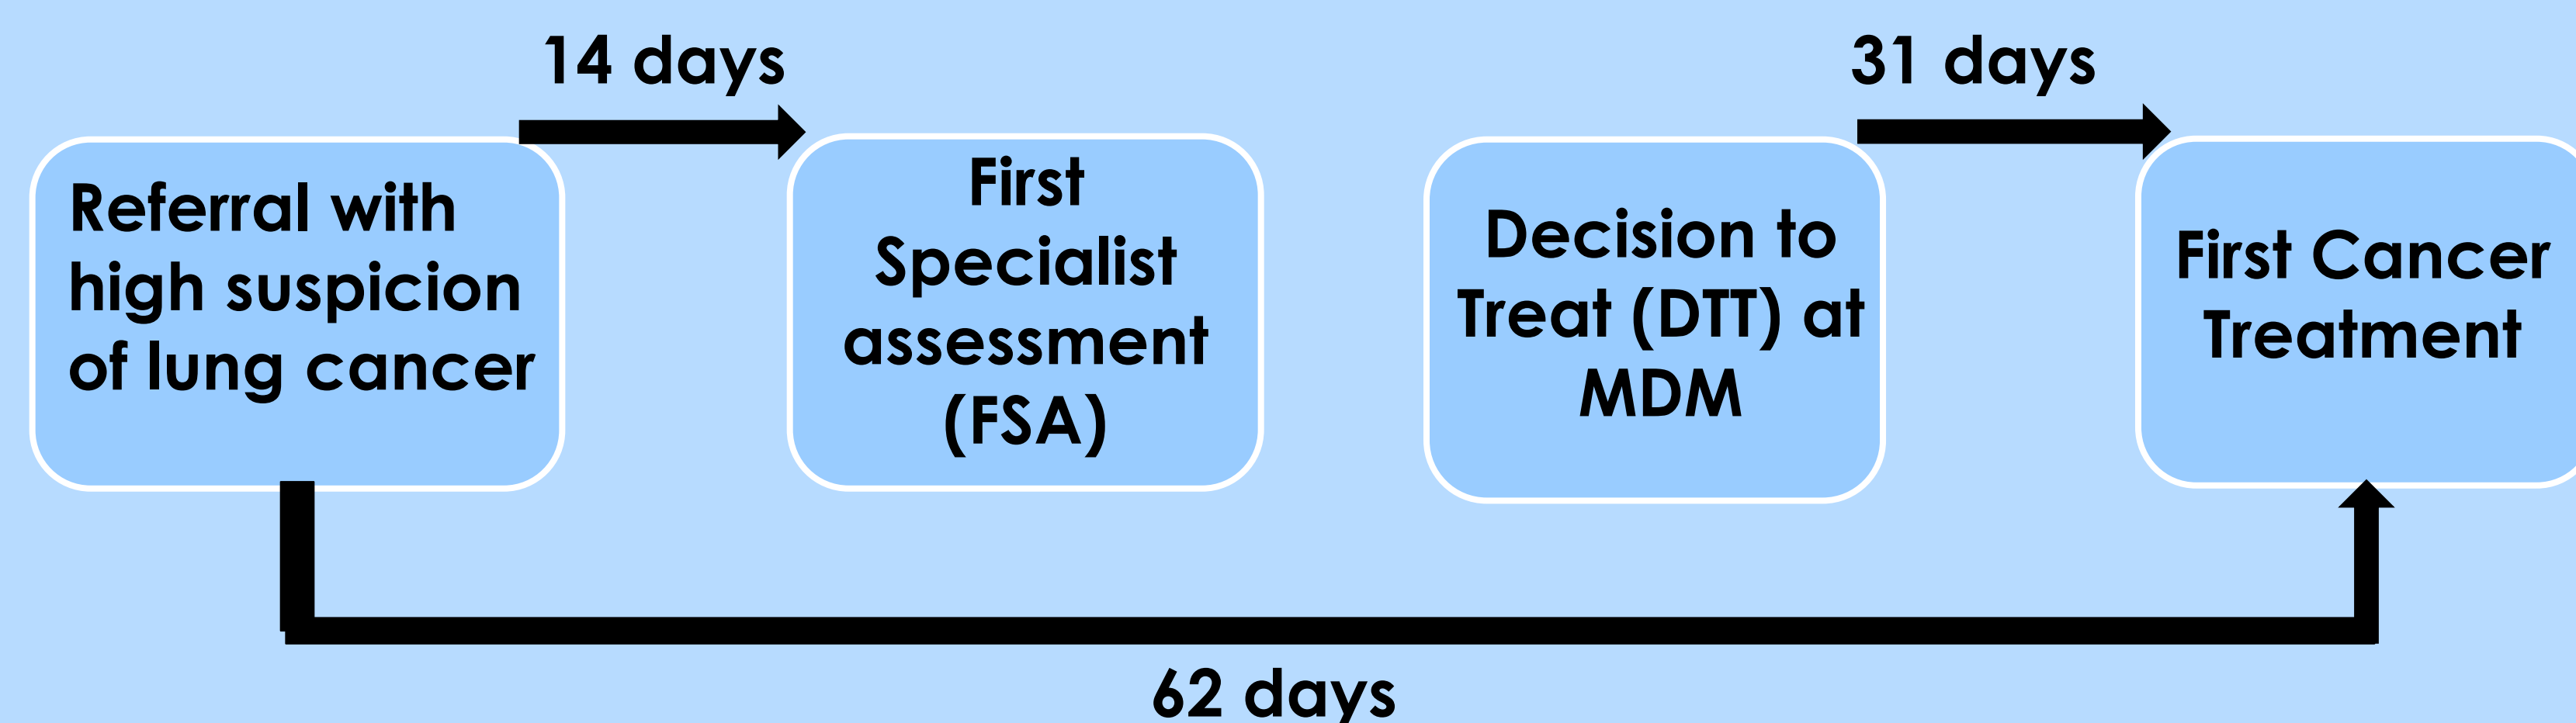 14 days
31 days
Referral with
high suspicion
of lung cancer
First
Specialist
assessment
(FSA)
Decision to
Treat (DTT) at
MDM
First Cancer
Treatment
62 days